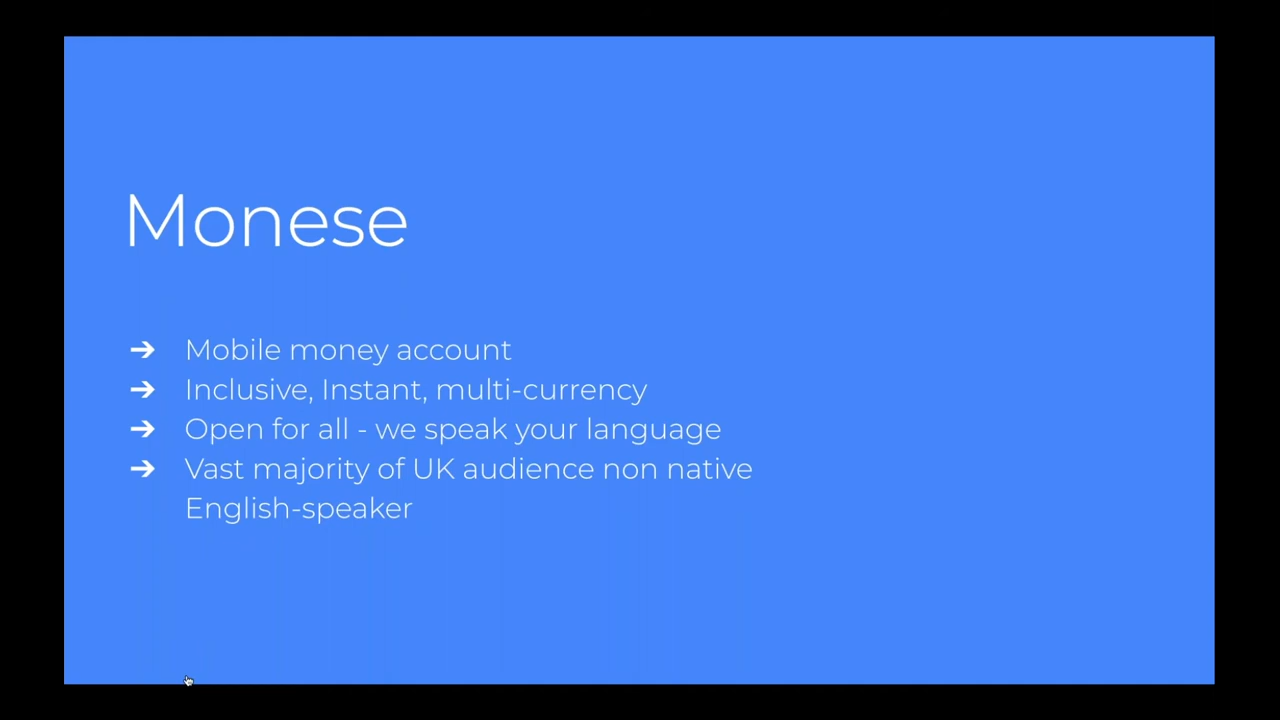 Monese
➔ Mobile money account
➔ Inclusive, Instant, multi-currency
➔ Open for all - we speak your language
➔ Vast majority of UK audience non native
English-speaker